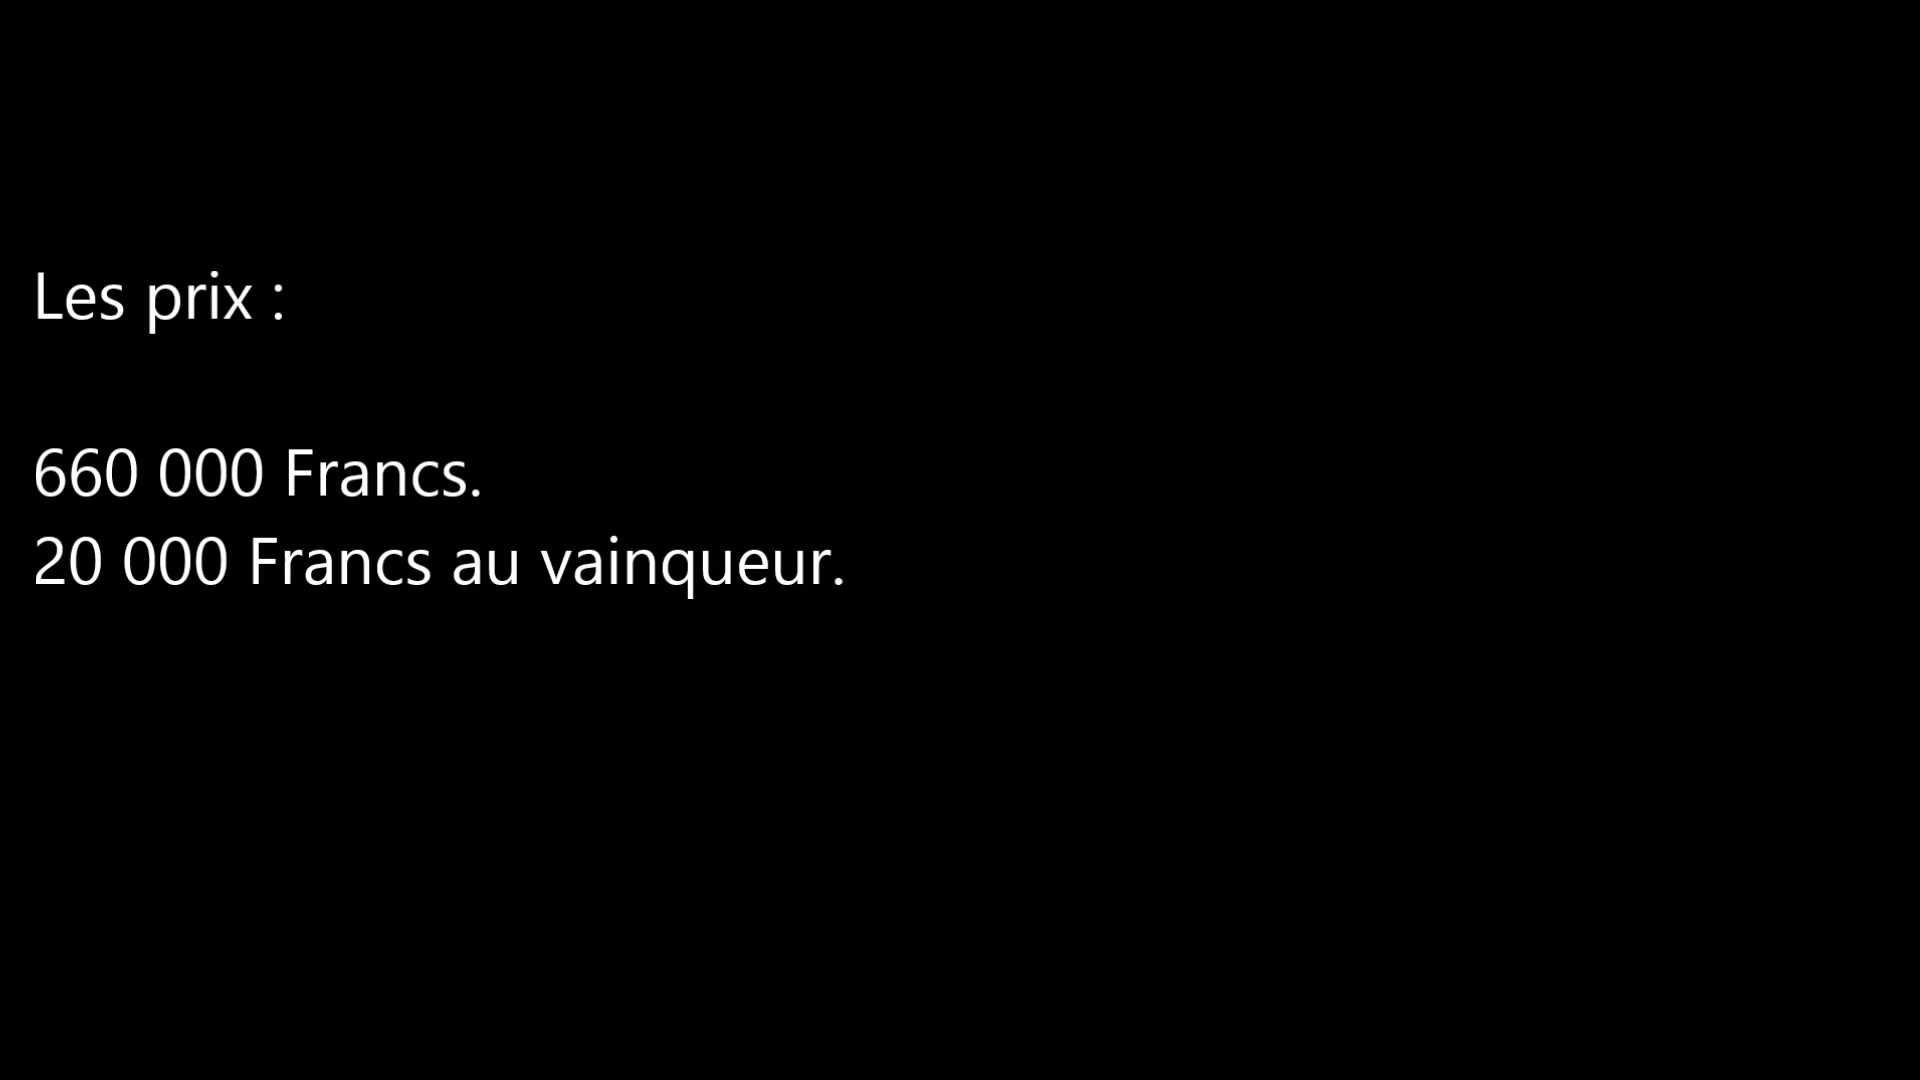 Les prix :
660 000 Francs.
20 000 Francs au vainqueur.